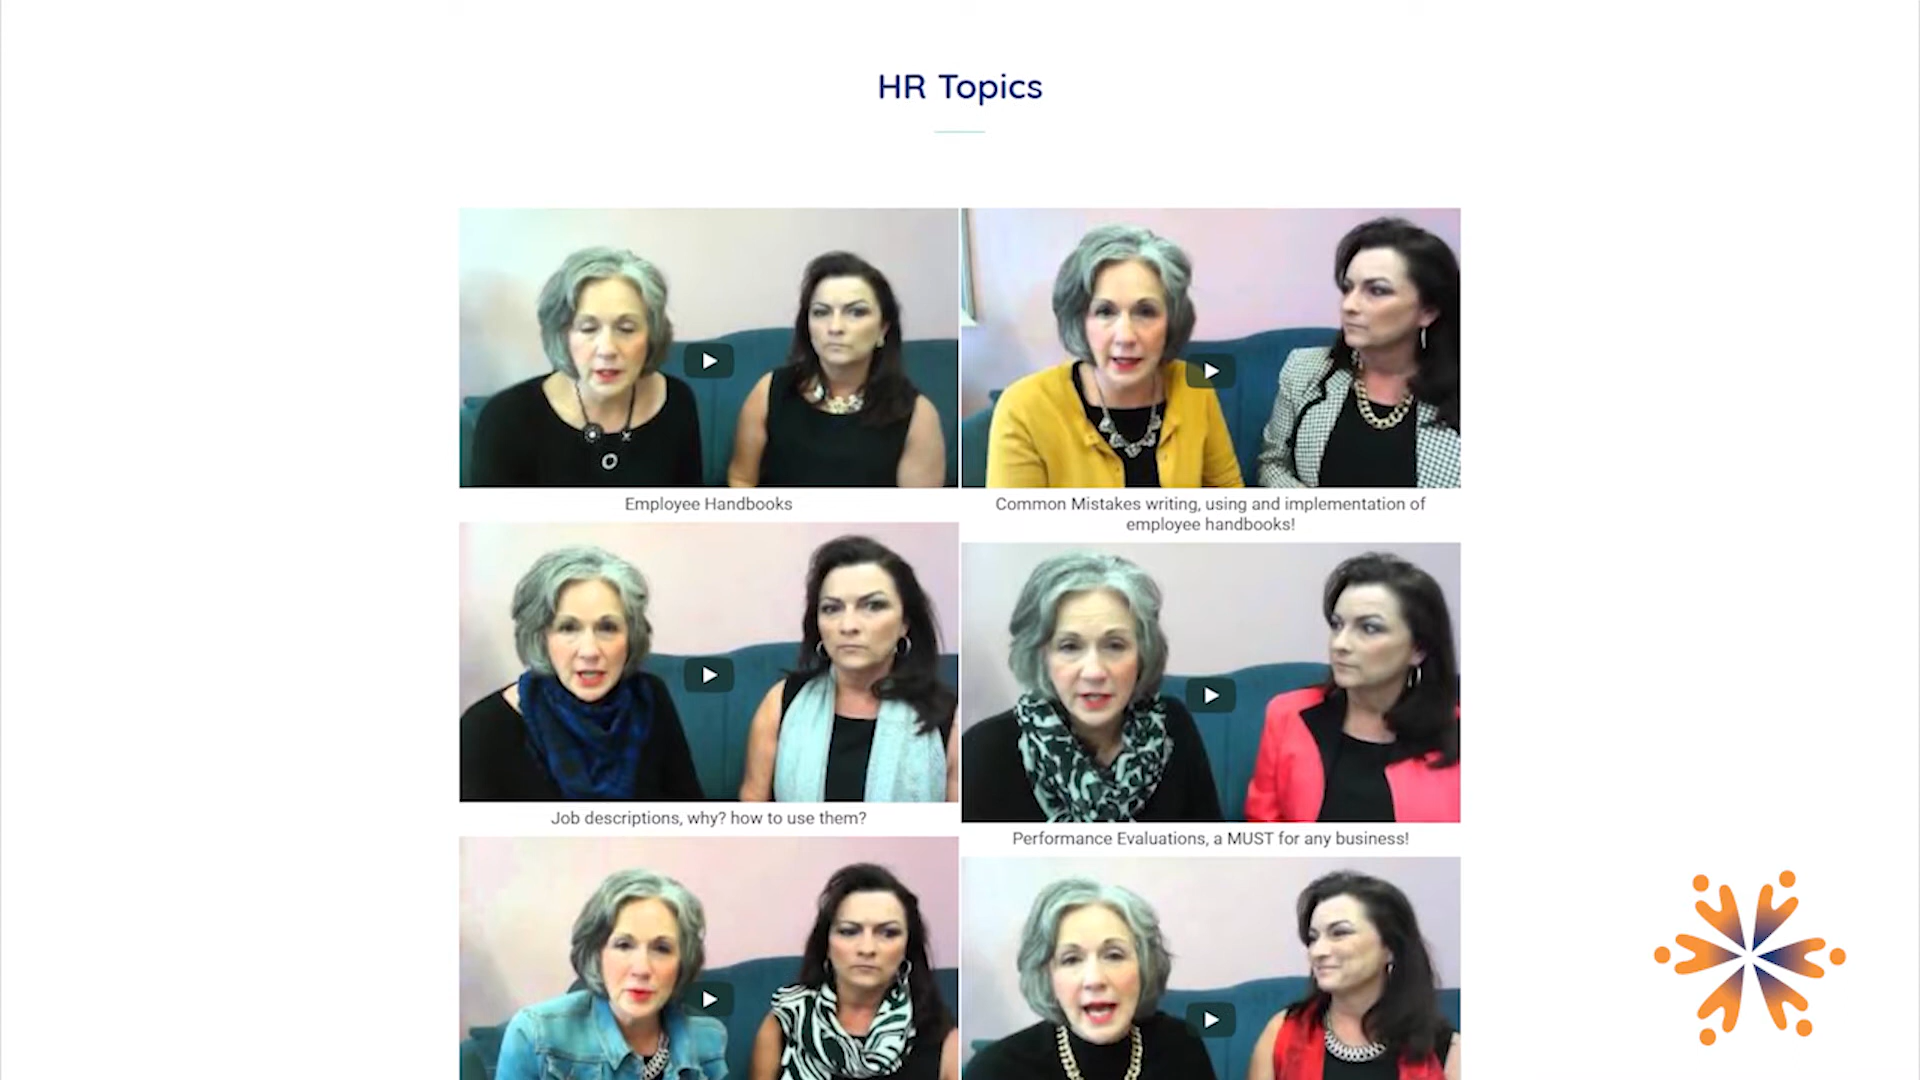 HR Topics
Employee Handbooks
Common Mistakes writing, using and implementation of
employee handbooks!
Job descriptions, why? how to use them?
Performance Evaluations, a MUST for any business!